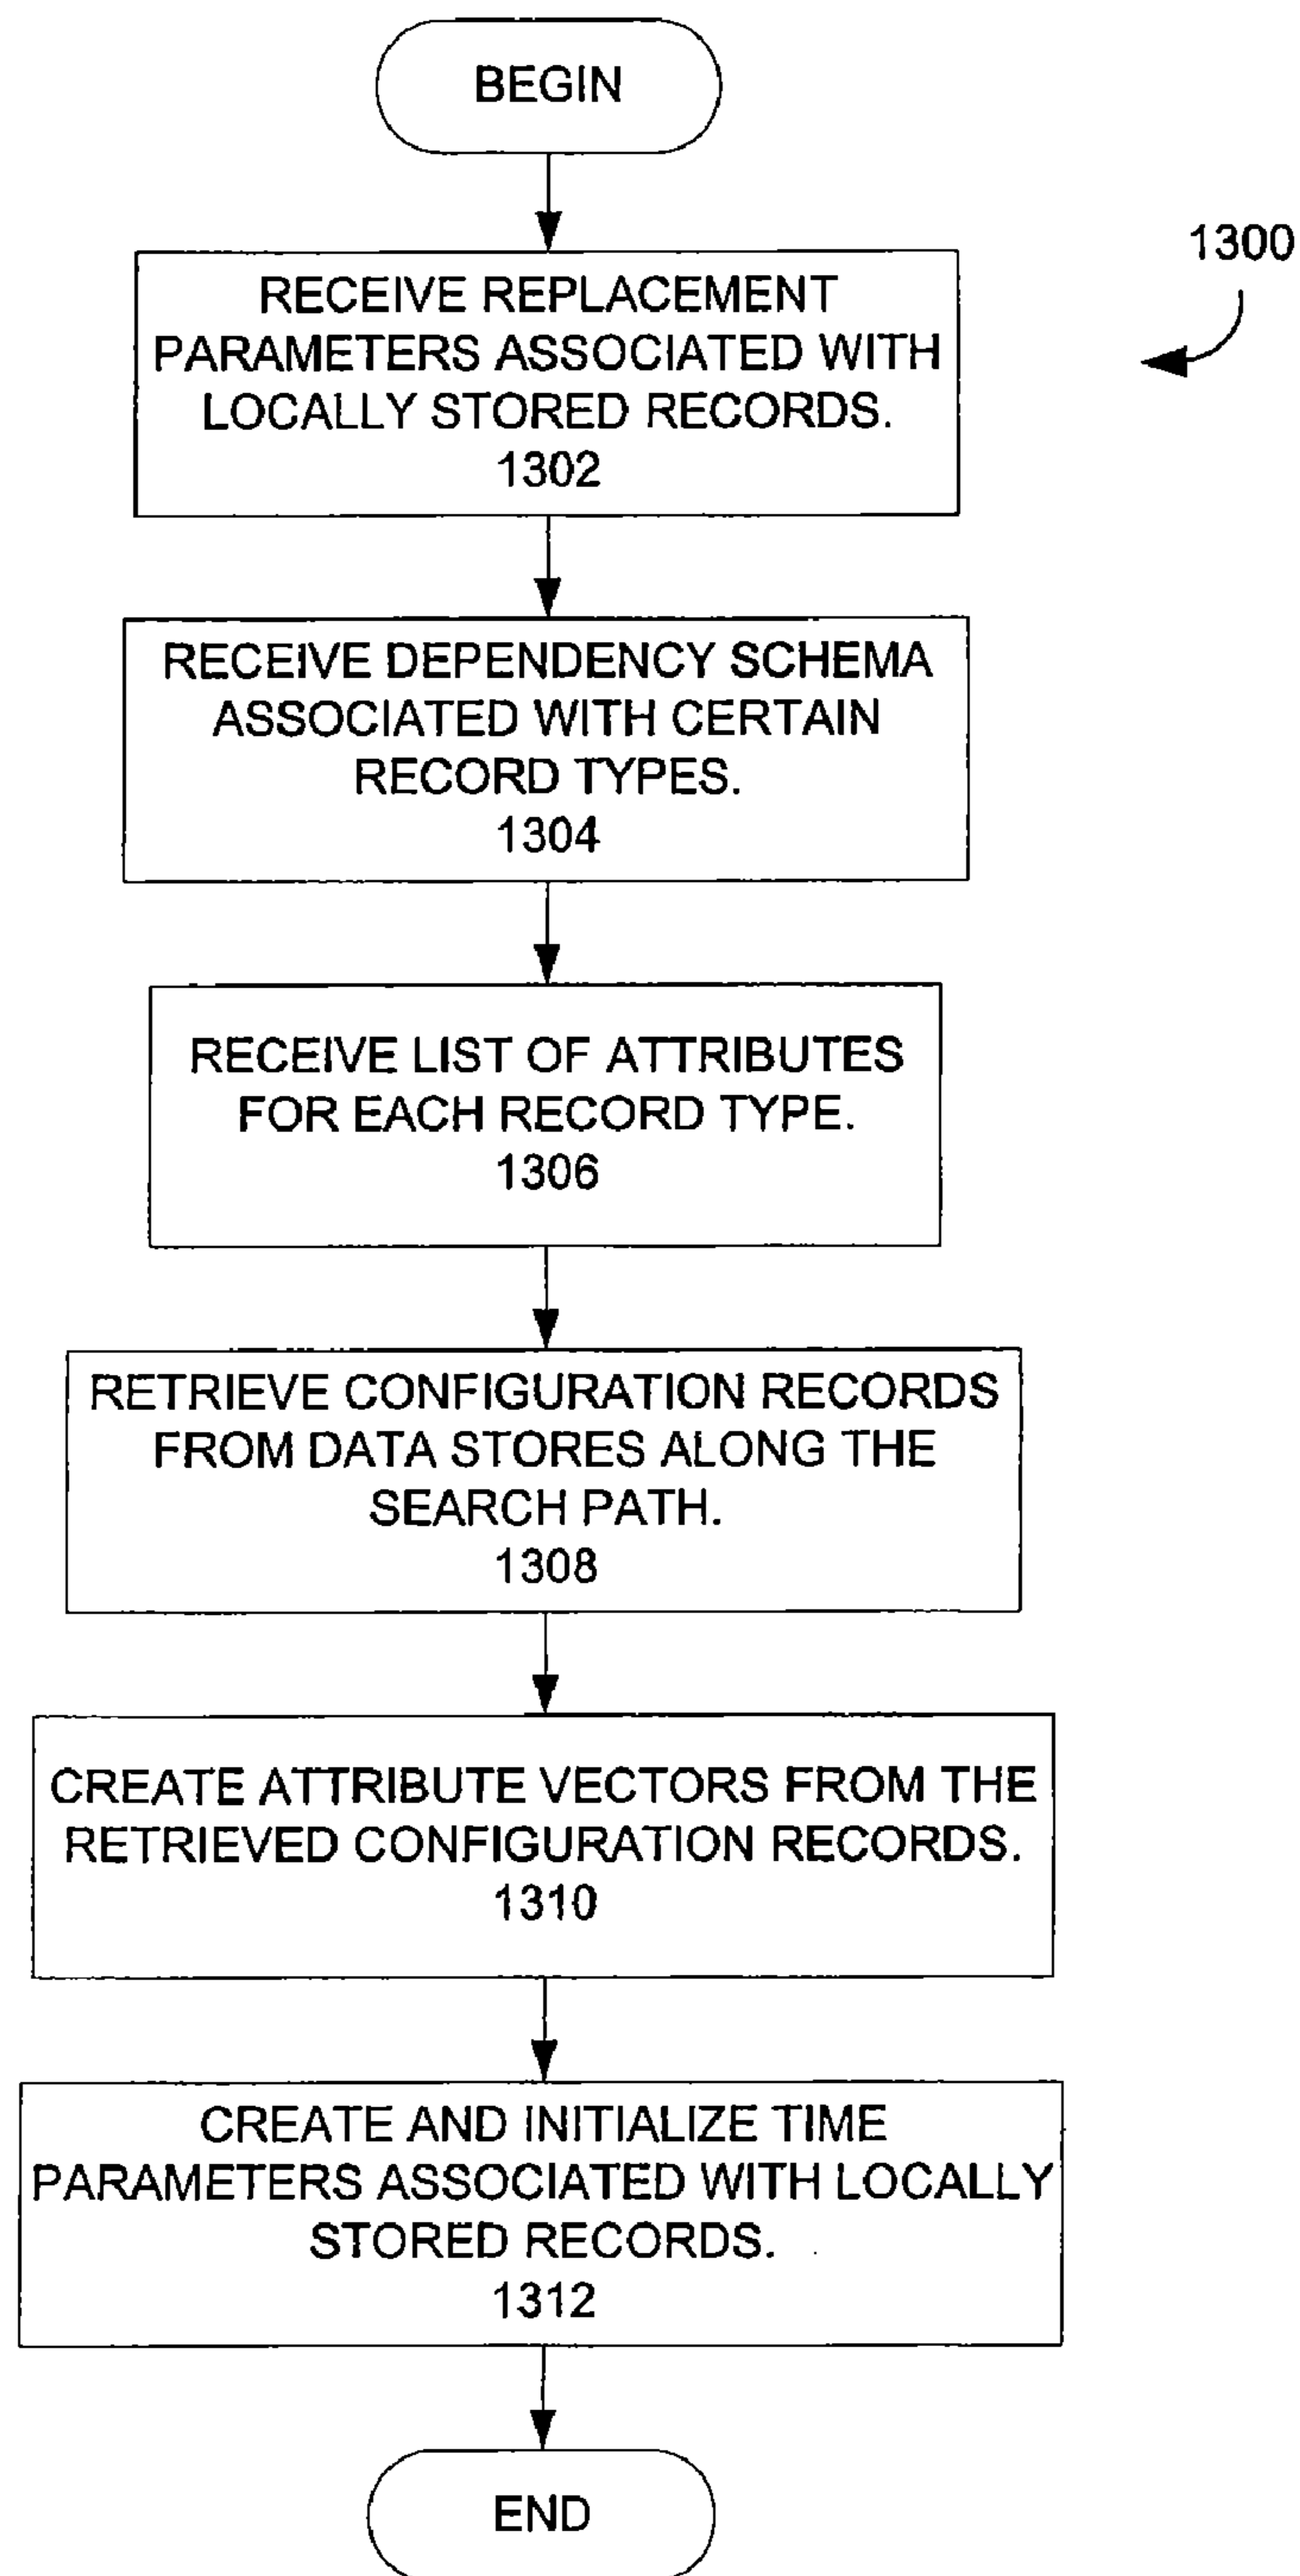 BEGIN
1300
RECEIVE REPLACEMENT
PARAMETERS ASSOCIATED WITH
LOCALLY STORED RECORDS.
1302
RECEIVE DEPENDENCY SCHEMA
ASSOCIATED WITH CERTAIN
RECORD TYPES.
1304
RECEIVE LIST OF ATTRIBUTES
FOR EACH RECORD TYPE.
1306
RETRIEVE CONFIGURATION RECORDS
FROM DATA STORES ALONG THE
SEARCH PATH.
1308
CREATE ATTRIBUTE VECTORS FROM THE
RETRIEVED CONFIGURATION RECORDS.
1310
CREATE AND INITIALIZE TIME
PARAMETERS ASSOCIATED WITH LOCALLY
STORED RECORDS.
1312
END